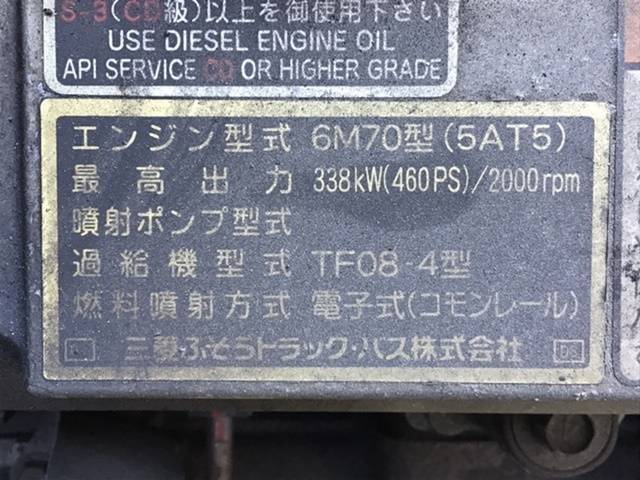 S-3(CD級)以上を御使用下さい
USE DIESEL ENGINE OIL
API SERVICE CD OR HIGHER GRADE
エンジン型式 6M70型(5AT5)
最高出力 338kW(460PS)/2000rpm
噴射ポンプ型式
過給機型式 TF08-4型
燃料噴射方式 電子式(コモンレール)
三菱ふそうトラック・バス株式会社